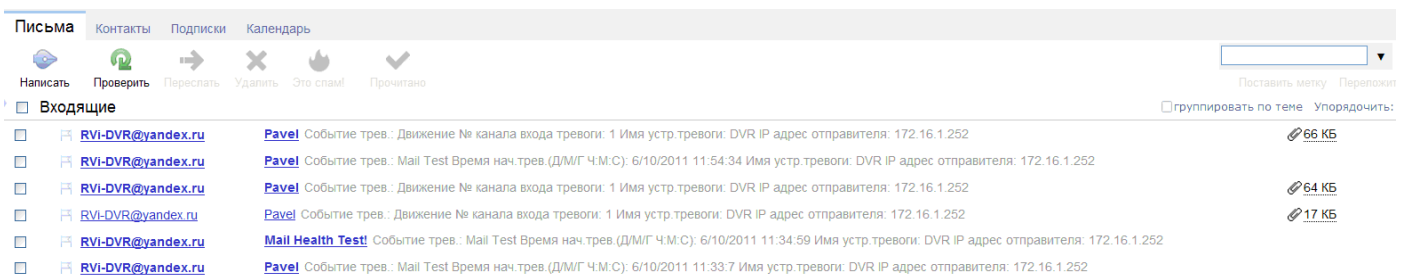 Письма Контакты Подписки Календарь
Написать Проверить Переслать Удалить Это спам! Прочитано Поставить метку Переложит
Входящие группировать по теме Упорядочить:
RVi-DVR@yandex.ru Pavel Событие трев.: Движение № канала входа тревоги: 1 Имя устр.тревоги: DVR IP адрес отправителя: 172.16.1.252 66 КБ
RVi-DVR@yandex.ru Pavel Событие трев.: Mail Test Время нач.трев.(Д/М/Г Ч:М:С): 6/10/2011 11:54:34 Имя устр.тревоги: DVR IP адрес отправителя: 172.16.1.252
RVi-DVR@yandex.ru Pavel Событие трев.: Движение № канала входа тревоги: 1 Имя устр.тревоги: DVR IP адрес отправителя: 172.16.1.252 64 КБ
RVi-DVR@yandex.ru Pavel Событие трев.: Движение № канала входа тревоги: 1 Имя устр.тревоги: DVR IP адрес отправителя: 172.16.1.252 17 КБ
RVi-DVR@yandex.ru Mail Health Test! Событие трев.: Mail Test Время нач.трев.(Д/М/Г Ч:М:С): 6/10/2011 11:34:59 Имя устр.тревоги: DVR IP адрес отправителя: 172.16.1.252
RVi-DVR@yandex.ru Pavel Событие трев.: Mail Test Время нач.трев.(Д/М/Г Ч:М:С): 6/10/2011 11:33:7 Имя устр.тревоги: DVR IP адрес отправителя: 172.16.1.252